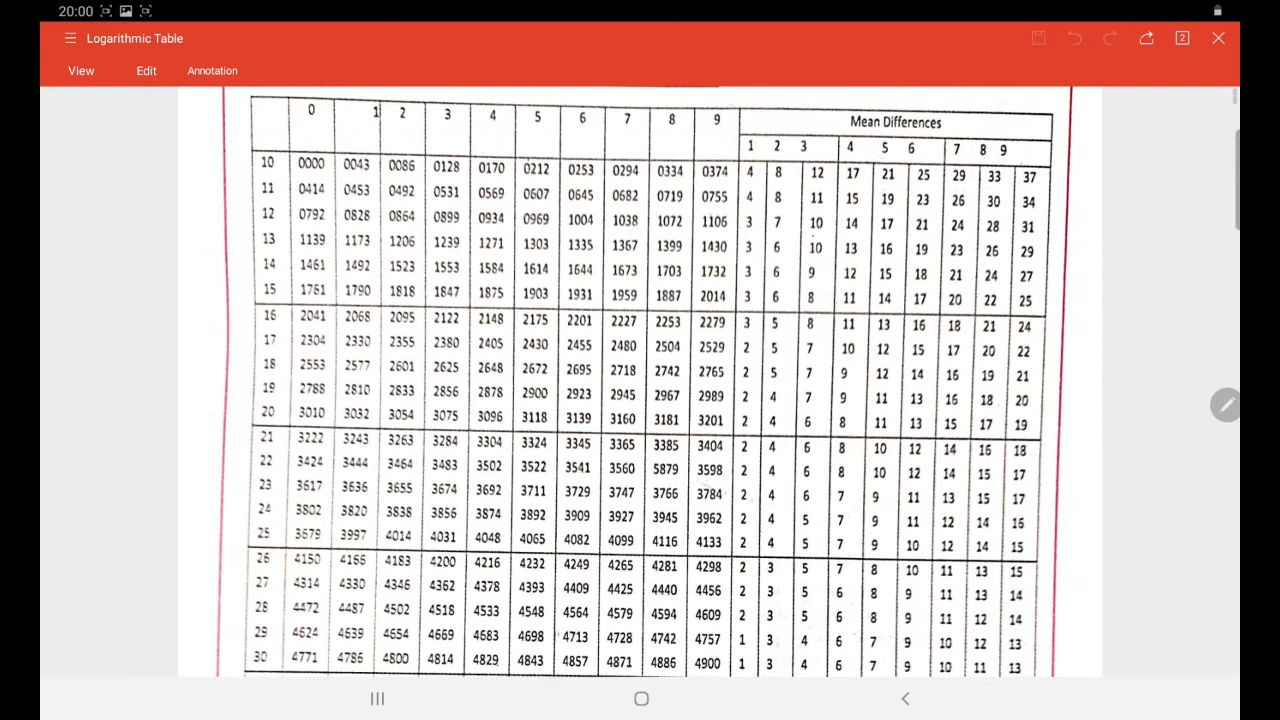 20:00
Logarithmic Table
2
View Edit Annotation
0 1 2 3 4 5 6 7 8 9 Mean Differences
1 2 3 4 5 6 7 8 9
10 0000 0043 0086 0128 0170 0212 0253 0294 0334 0374 4 8 12 17 21 25 29 33 37
11 0414 0453 0492 0531 0569 0607 0645 0682 0719 0755 4 8 11 15 19 23 26 30 34
12 0792 0828 0864 0899 0934 0969 1004 1038 1072 1106 3 7 10 14 17 21 24 28 31
13 1139 1173 1206 1239 1271 1303 1335 1367 1399 1430 3 6 10 13 16 19 23 26 29
14 1461 1492 1523 1553 1584 1614 1644 1673 1703 1732 3 6 9 12 15 18 21 24 27
15 1761 1790 1818 1847 1875 1903 1931 1959 1887 2014 3 6 8 11 14 17 20 22 25
16 2041 2068 2095 2122 2148 2175 2201 2227 2253 2279 3 5 8 11 13 16 18 21 24
17 2304 2330 2355 2380 2405 2430 2455 2480 2504 2529 2 5 7 10 12 15 17 20 22
18 2553 2577 2601 2625 2648 2672 2695 2718 2742 2765 2 5 7 9 12 14 16 19 21
19 2788 2810 2833 2856 2878 2900 2923 2945 2967 2989 2 4 7 9 11 13 16 18 20
20 3010 3032 3054 3075 3096 3118 3139 3160 3181 3201 2 4 6 8 11 13 15 17 19
21 3222 3243 3263 3284 3304 3324 3345 3365 3385 3404 2 4 6 8 10 12 14 16 18
22 3424 3444 3464 3483 3502 3522 3541 3560 5879 3598 2 4 6 8 10 12 14 15 17
23 3617 3636 3655 3674 3692 3711 3729 3747 3766 3784 2 4 6 7 9 11 13 15 17
24 3802 3820 3838 3856 3874 3892 3909 3927 3945 3962 2 4 5 7 9 11 12 14 16
25 3679 3997 4014 4031 4048 4065 4082 4099 4116 4133 2 4 5 7 9 10 12 14 15
26 4150 4166 4183 4200 4216 4232 4249 4265 4281 4298 2 3 5 7 8 10 11 13 15
27 4314 4330 4346 4362 4378 4393 4409 4425 4440 4456 2 3 5 6 8 9 11 13 14
28 4472 4487 4502 4518 4533 4548 4564 4579 4594 4609 2 3 5 6 8 9 11 12 14
29 4624 4639 4654 4669 4683 4698 4713 4728 4742 4757 1 3 4 6 7 9 10 12 13
30 4771 4786 4800 4814 4829 4843 4857 4871 4886 4900 1 3 4 6 7 9 10 11 13